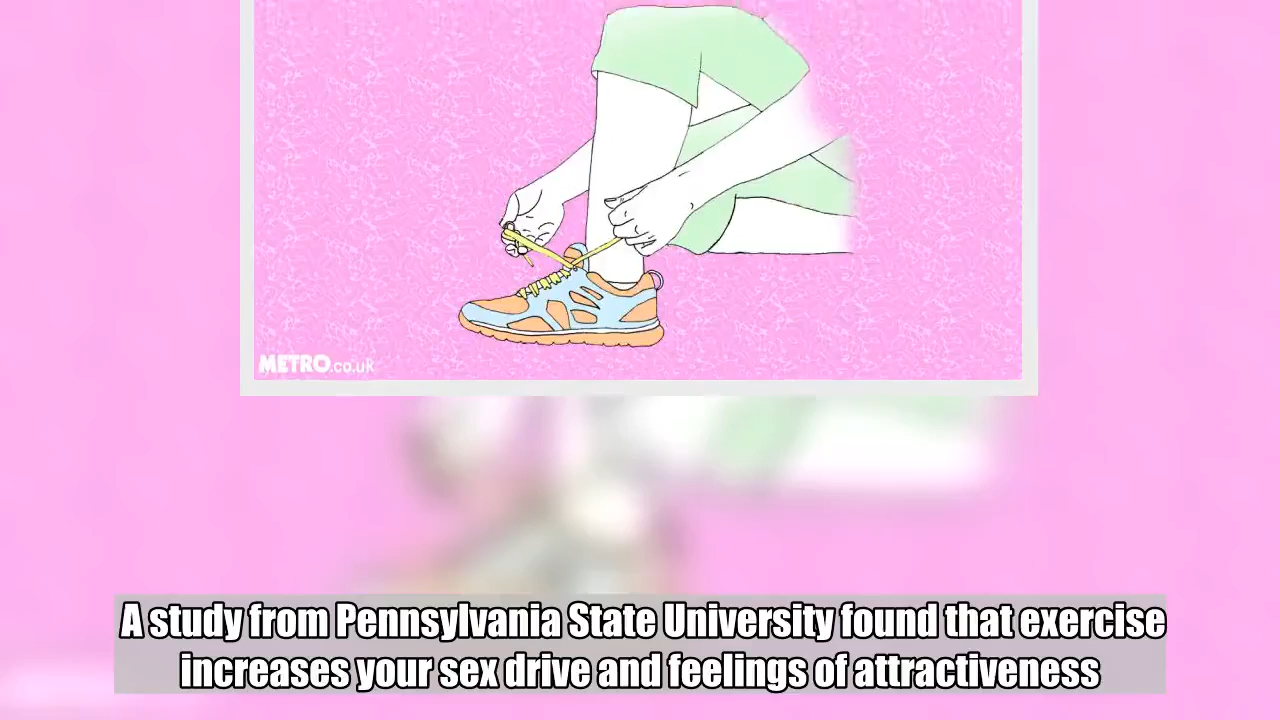 METRO.co.uk
A study from Pennsylvania State University found that exercise
increases your sex drive and feelings of attractiveness